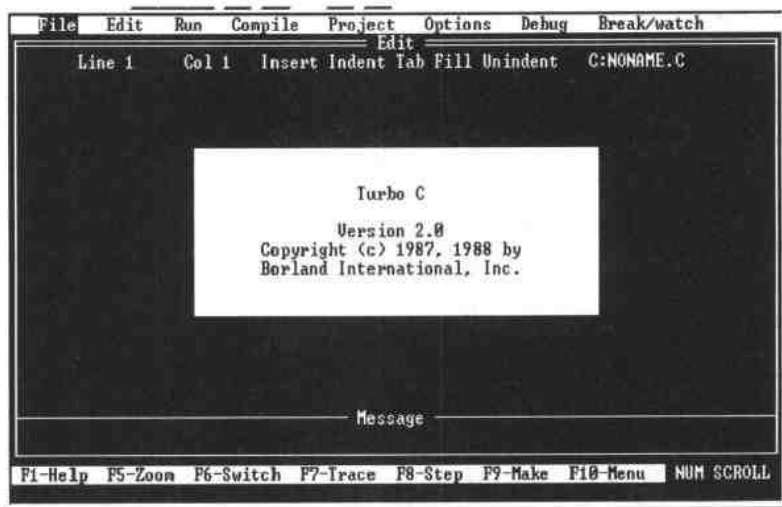 File Edit Run Compile Project Options Debug Break/watch
Edit
Line 1 Col 1 Insert Indent Tab Fill Unindent C:NONAME.C
Turbo C
Version 2.0
Copyright (c) 1987, 1988 by
Borland International, Inc.
Message
F1-Help F5-Zoom F6-Switch F7-Trace F8-Step F9-Make F10-Menu NUM SCROLL